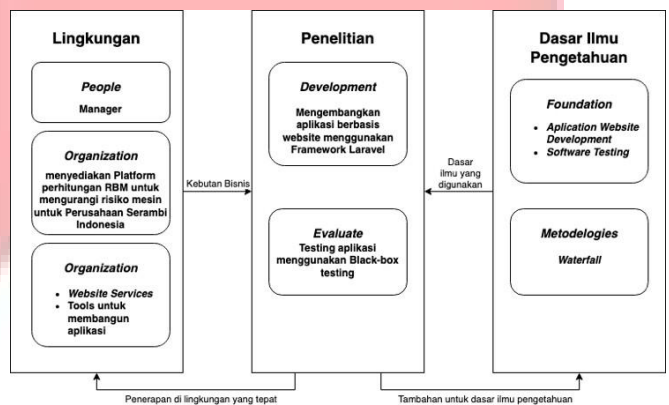 Lingkungan
People
Manager
Organization
menyediakan Platform
perhitungan RBM untuk
mengurangi risiko mesin
untuk Perusahaan Serambi
Indonesia
Organization
• Website Services
• Tools untuk
membangun
aplikasi
Kebutan Bisnis
Penelitian
Development
Mengembangkan
aplikasi berbasis
website menggunakan
Framework Laravel
Evaluate
Testing aplikasi
menggunakan Black-box
testing
Dasar
ilmu yang
digunakan
Dasar Ilmu
Pengetahuan
Foundation
• Aplication Website
Development
• Software Testing
Metodelogies
Waterfall
Penerapan di lingkungan yang tepat
Tambahan untuk dasar ilmu pengetahuan